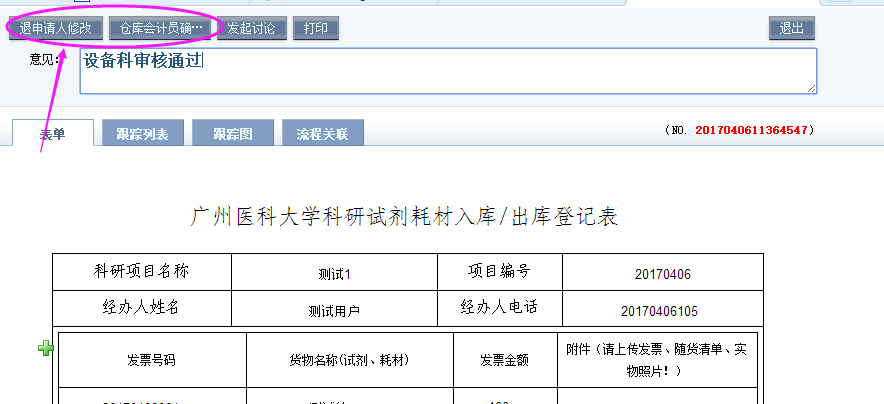 退申请人修改 仓库会计员确… 发起讨论 打印 退出
意见: 设备科审核通过
表单 跟踪列表 跟踪图 流程关联 (NO. 2017040611364547)
广州医科大学科研试剂耗材入库/出库登记表
科研项目名称 测试1 项目编号 20170406
经办人姓名 测试用户 经办人电话 20170406105
发票号码 货物名称(试剂、耗材) 发票金额 附件(请上传发票、随货清单、实
物照片!)